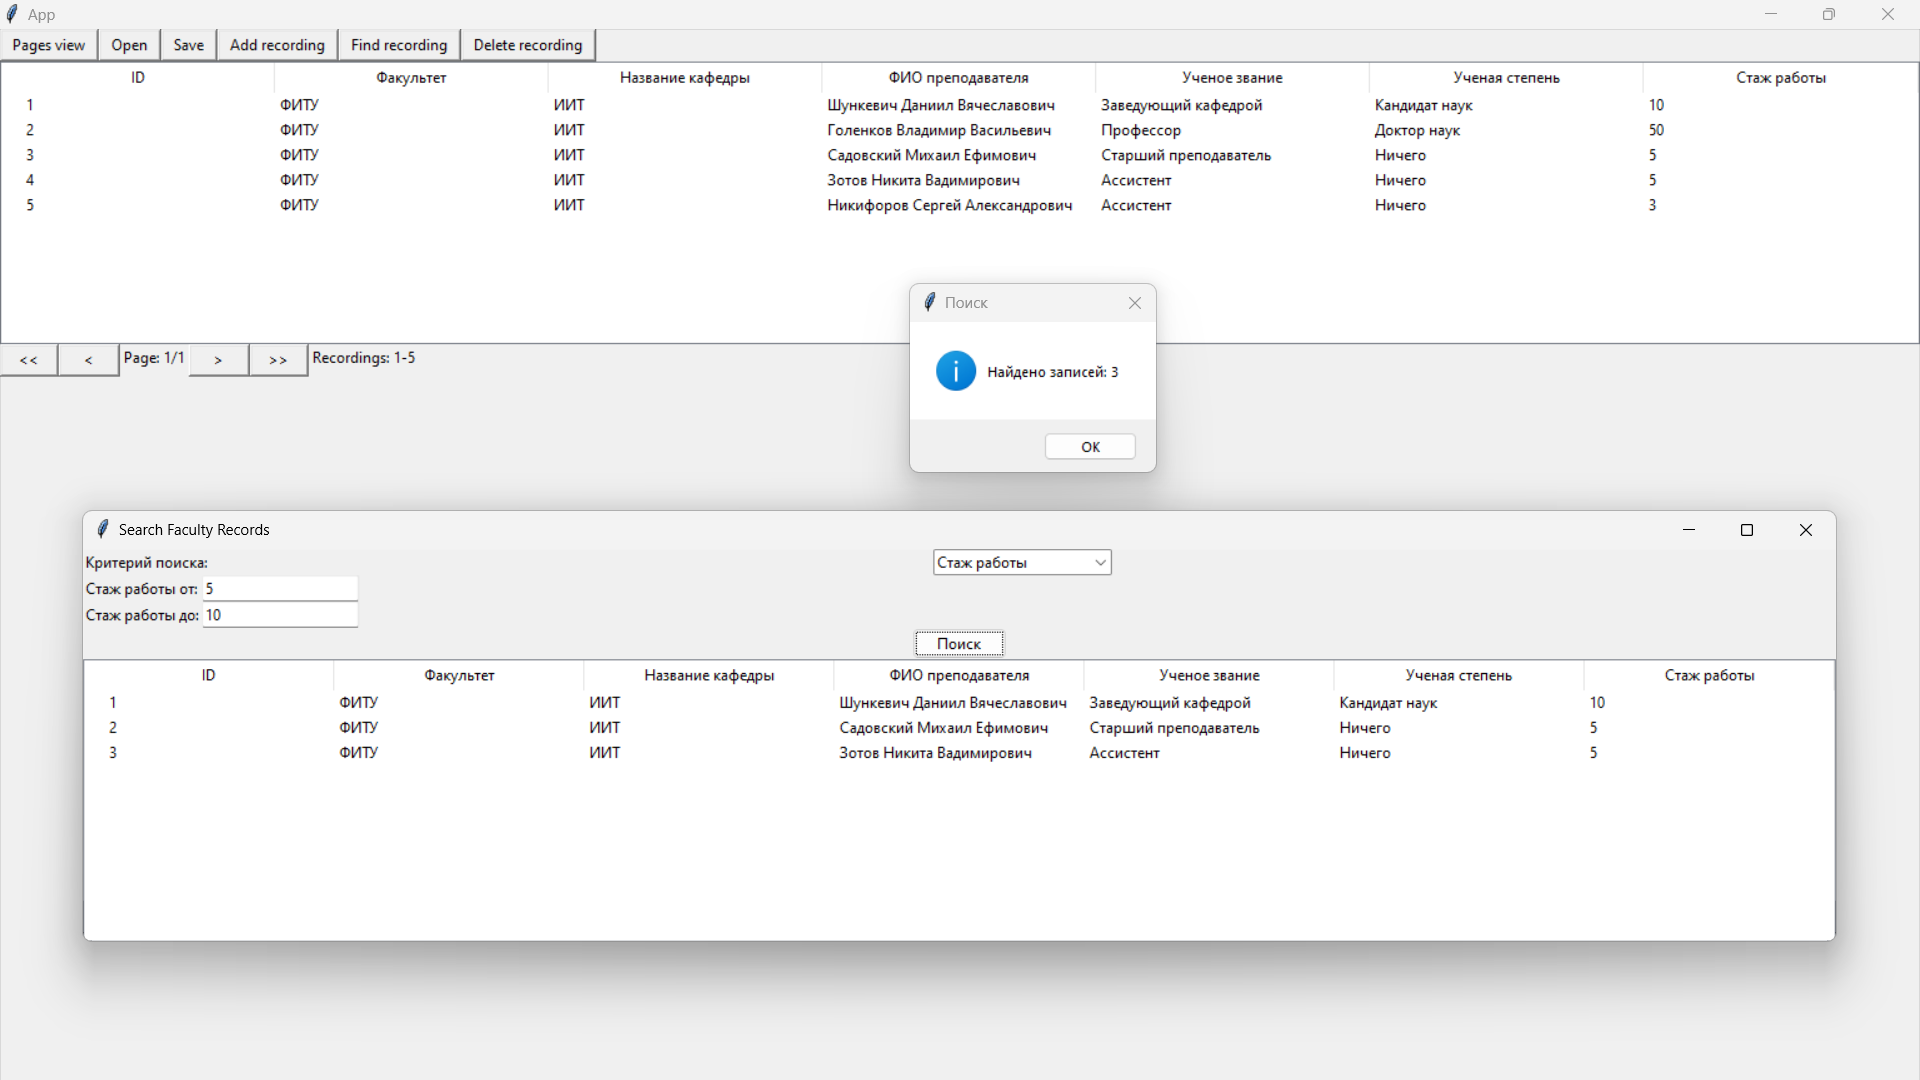 App
Pages view Open Save Add recording Find recording Delete recording
ID Факультет Название кафедры ФИО преподавателя Ученое звание Ученая степень Стаж работы
1 ФИТУ ИИТ Шункевич Даниил Вячеславович Заведующий кафедрой Кандидат наук 10
2 ФИТУ ИИТ Голенков Владимир Васильевич Профессор Доктор наук 50
3 ФИТУ ИИТ Садовский Михаил Ефимович Старший преподаватель Ничего 5
4 ФИТУ ИИТ Зотов Никита Вадимирович Ассистент Ничего 5
5 ФИТУ ИИТ Никифоров Сергей Александрович Ассистент Ничего 3
<< < Page: 1/1 > >> Recordings: 1-5
Поиск
Найдено записей: 3
ОК
Search Faculty Records
Критерий поиска: Стаж работы
Стаж работы от: 5
Стаж работы до: 10
Поиск
ID Факультет Название кафедры ФИО преподавателя Ученое звание Ученая степень Стаж работы
1 ФИТУ ИИТ Шункевич Даниил Вячеславович Заведующий кафедрой Кандидат наук 10
2 ФИТУ ИИТ Садовский Михаил Ефимович Старший преподаватель Ничего 5
3 ФИТУ ИИТ Зотов Никита Вадимирович Ассистент Ничего 5